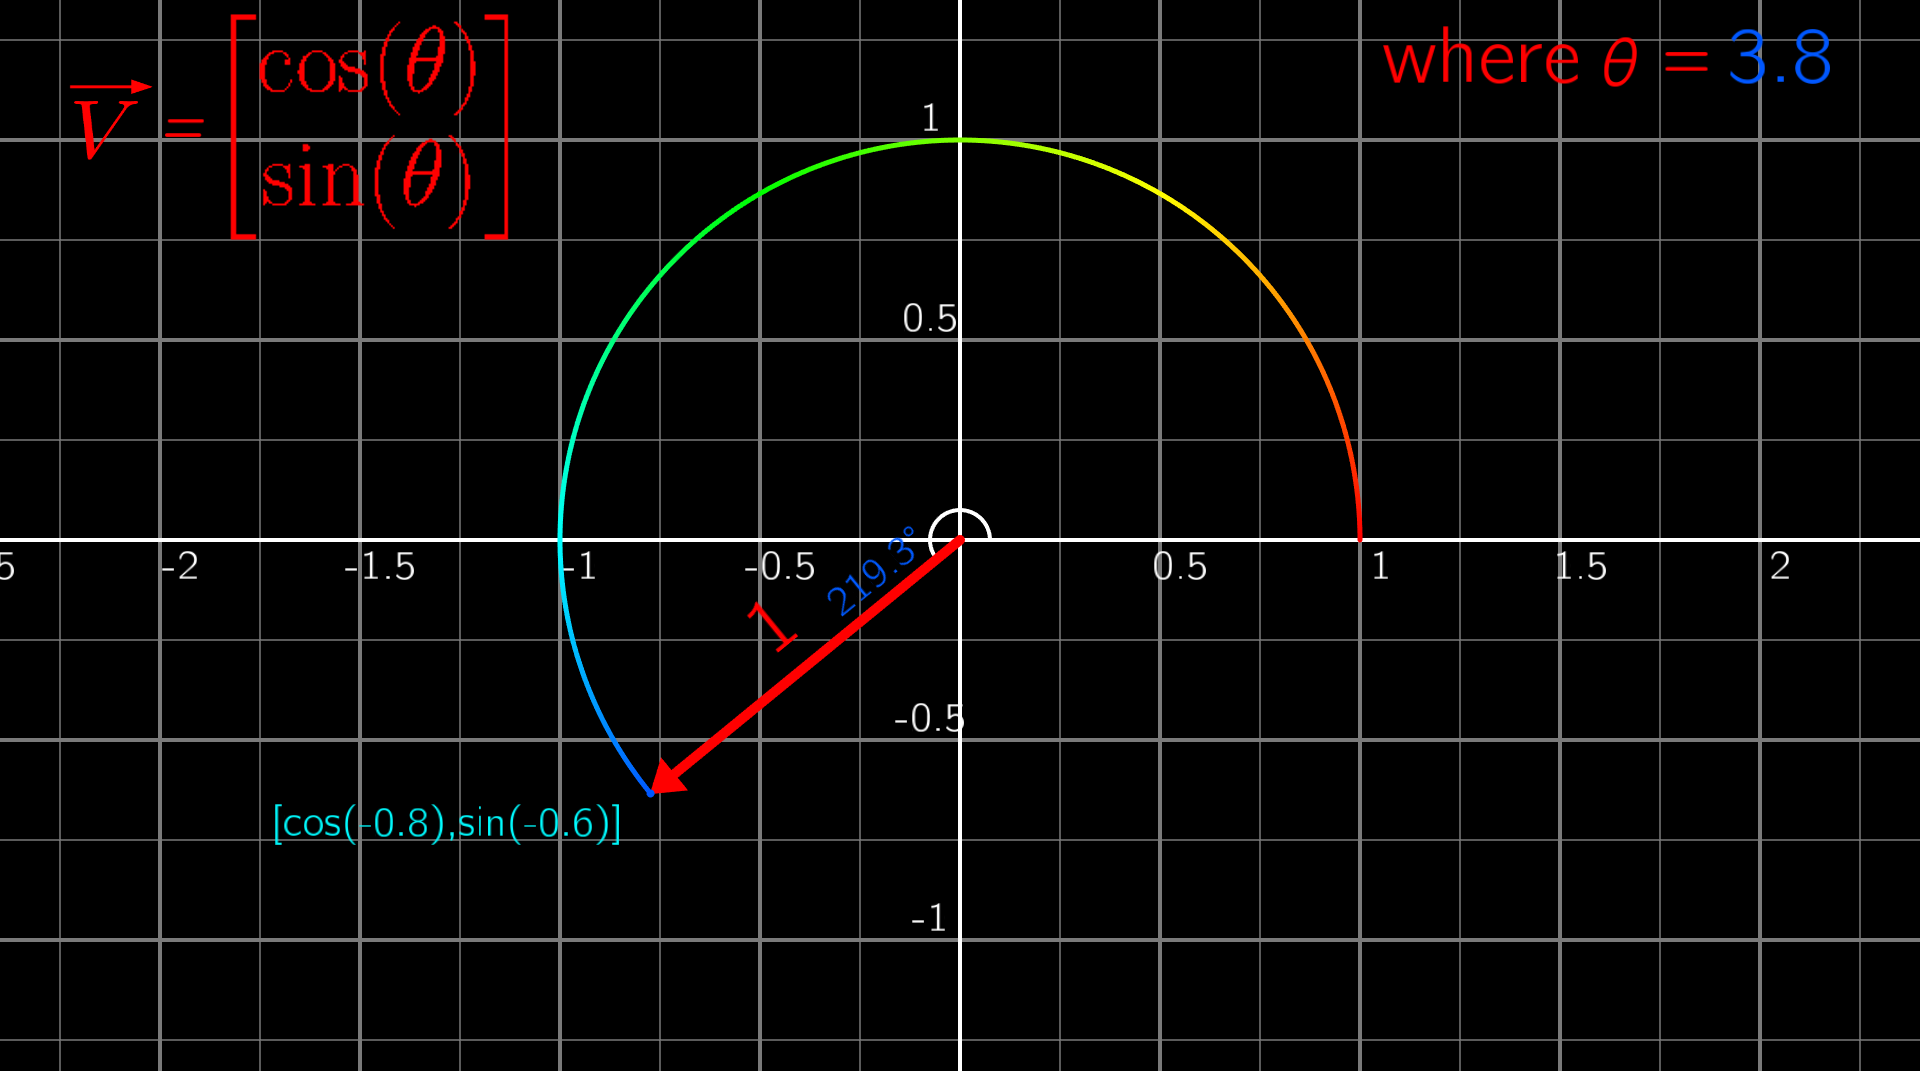 V = [cos(θ)
sin(θ)]
where θ = 3.8
1
0.5
5 -2 -1.5 -1 -0.5 0.5 1 1.5 2
219.3°
1
-0.5
[cos(-0.8),sin(-0.6)]
-1